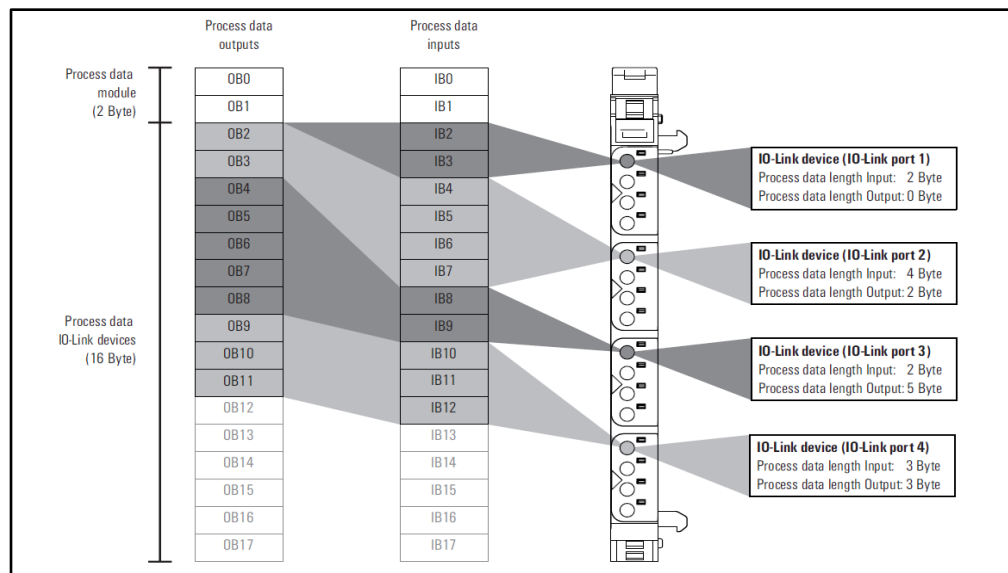 Process data
outputs
Process data
inputs
Process data
module
(2 Byte)
Process data
IO-Link devices
(16 Byte)
OB0
OB1
OB2
OB3
OB4
OB5
OB6
OB7
OB8
OB9
OB10
OB11
OB12
OB13
OB14
OB15
OB16
OB17
IB0
IB1
IB2
IB3
IB4
IB5
IB6
IB7
IB8
IB9
IB10
IB11
IB12
IB13
IB14
IB15
IB16
IB17
IO-Link device (IO-Link port 1)
Process data length Input: 2 Byte
Process data length Output: 0 Byte
IO-Link device (IO-Link port 2)
Process data length Input: 4 Byte
Process data length Output: 2 Byte
IO-Link device (IO-Link port 3)
Process data length Input: 2 Byte
Process data length Output: 5 Byte
IO-Link device (IO-Link port 4)
Process data length Input: 3 Byte
Process data length Output: 3 Byte